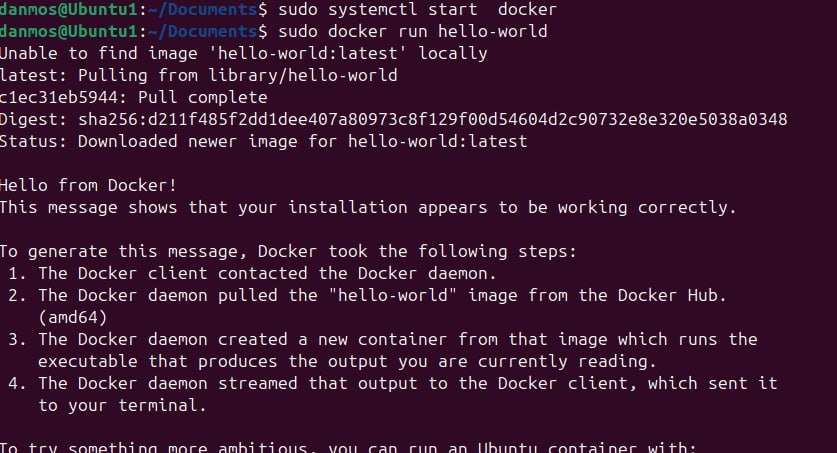 danmos@Ubuntu1:~/Documents$ sudo systemctl start  docker
danmos@Ubuntu1:~/Documents$ sudo docker run hello-world
Unable to find image 'hello-world:latest' locally
latest: Pulling from library/hello-world
c1ec31eb5944: Pull complete
Digest: sha256:d211f485f2dd1dee407a80973c8f129f00d54604d2c90732e8e320e5038a0348
Status: Downloaded newer image for hello-world:latest

Hello from Docker!
This message shows that your installation appears to be working correctly.

To generate this message, Docker took the following steps:
 1. The Docker client contacted the Docker daemon.
 2. The Docker daemon pulled the "hello-world" image from the Docker Hub.
    (amd64)
 3. The Docker daemon created a new container from that image which runs the
    executable that produces the output you are currently reading.
 4. The Docker daemon streamed that output to the Docker client, which sent it
    to your terminal.

To try something more ambitious, you can run an Ubuntu container with: